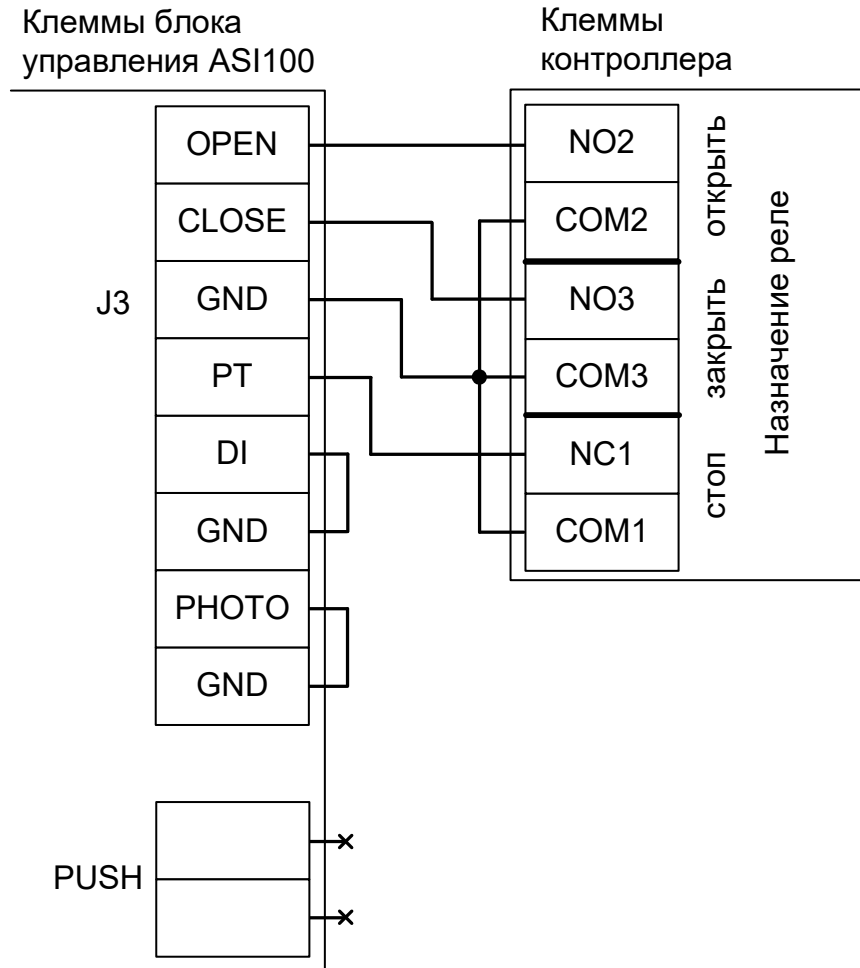 Клеммы блока
управления ASI100
Клеммы
контроллера
J3
OPEN
CLOSE
GND
PT
DI
GND
PHOTO
GND
PUSH
NO2
COM2
NO3
COM3
NC1
COM1
открыть
закрыть
стоп
Назначение реле